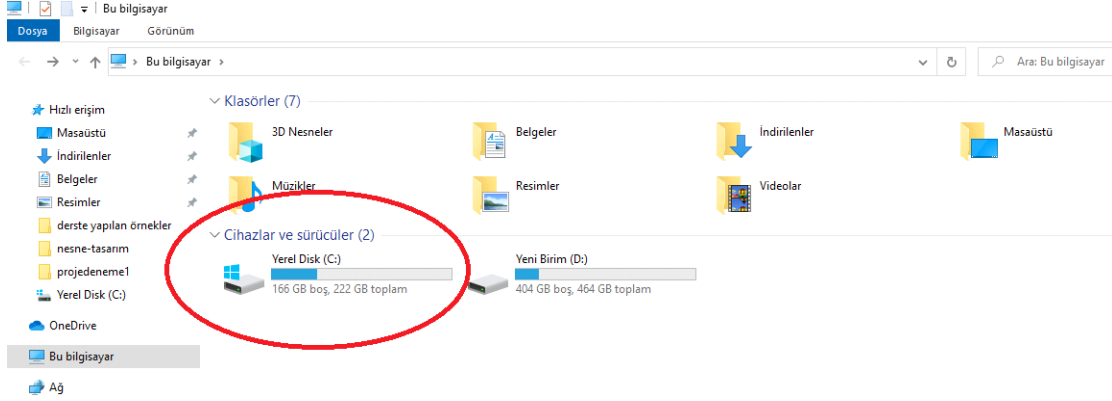 Bu bilgisayar
Dosya Bilgisayar Görünüm
Bu bilgisayar
Ara: Bu bilgisayar
Hızlı erişim
Masaüstü
İndirilenler
Belgeler
Resimler
derste yapılan örnekler
nesne-tasarım
projedeneme1
Yerel Disk (C:)
OneDrive
Bu bilgisayar
Ağ
Klasörler (7)
3D Nesneler
Belgeler
İndirilenler
Masaüstü
Müzikler
Resimler
Videolar
Cihazlar ve sürücüler (2)
Yerel Disk (C:)
166 GB boş, 222 GB toplam
Yeni Birim (D:)
404 GB boş, 464 GB toplam